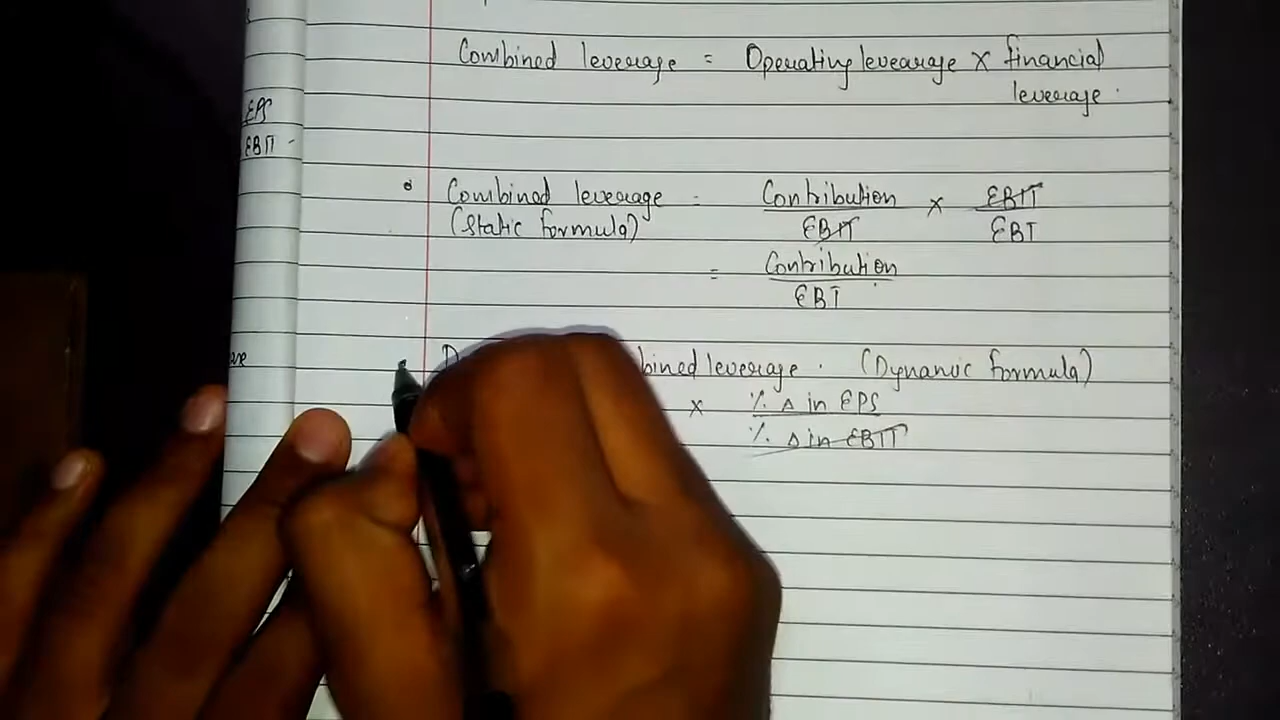 Combined leverage = Operating levearage × financial
leverage.
EPS
EBIT -
Combined leverage = Contribution / EBIT × EBIT / EBT
(Static formula)
= Contribution / EBT
bined leverage. (Dynamic formula)
× % Δ in EPS / % Δ in EBIT